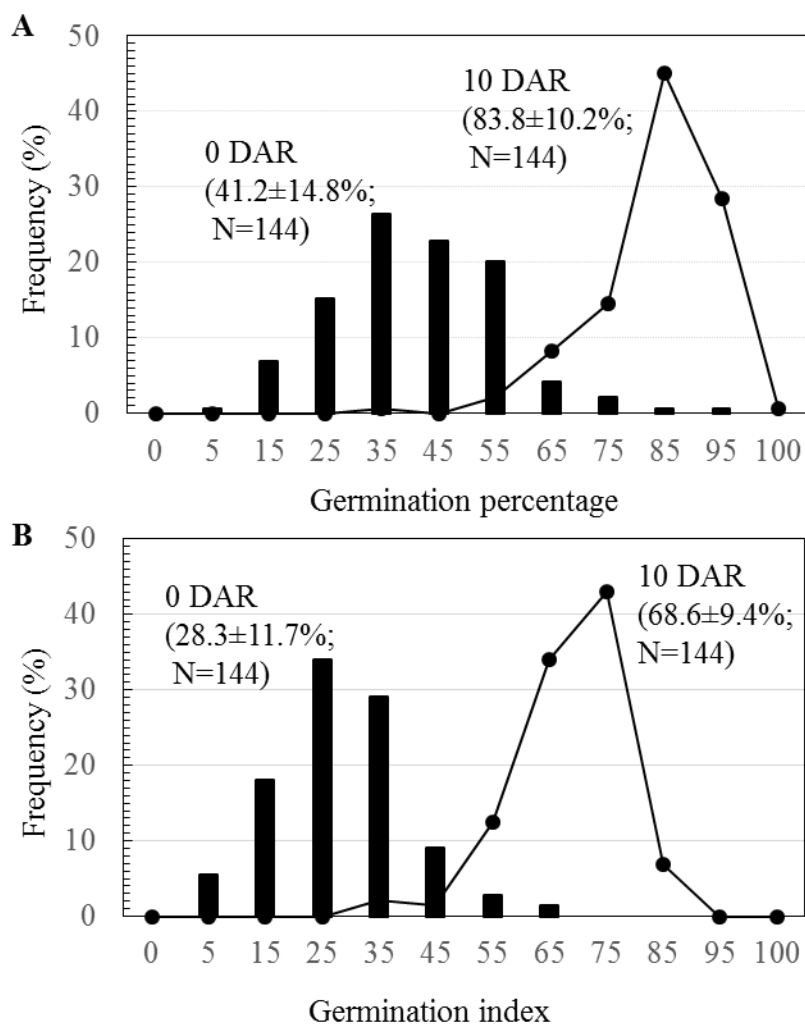 A
50
40
30
20
10
0
Frequency (%)
0 DAR
(41.2±14.8%;
N=144)
10 DAR
(83.8±10.2%;
N=144)
0 5 15 25 35 45 55 65 75 85 95 100
Germination percentage
B
50
40
30
20
10
0
Frequency (%)
0 DAR
(28.3±11.7%;
N=144)
10 DAR
(68.6±9.4%;
N=144)
0 5 15 25 35 45 55 65 75 85 95 100
Germination index